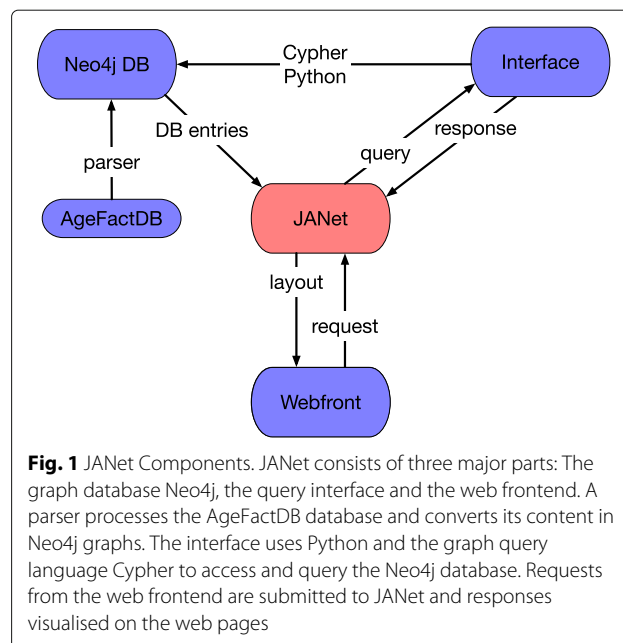 Neo4j DB
Cypher
Python
Interface
DB entries
response
query
parser
AgeFactDB
JANet
layout
request
Webfront
Fig. 1 JANet Components. JANet consists of three major parts: The
graph database Neo4j, the query interface and the web frontend. A
parser processes the AgeFactDB database and converts its content in
Neo4j graphs. The interface uses Python and the graph query
language Cypher to access and query the Neo4j database. Requests
from the web frontend are submitted to JANet and responses
visualised on the web pages